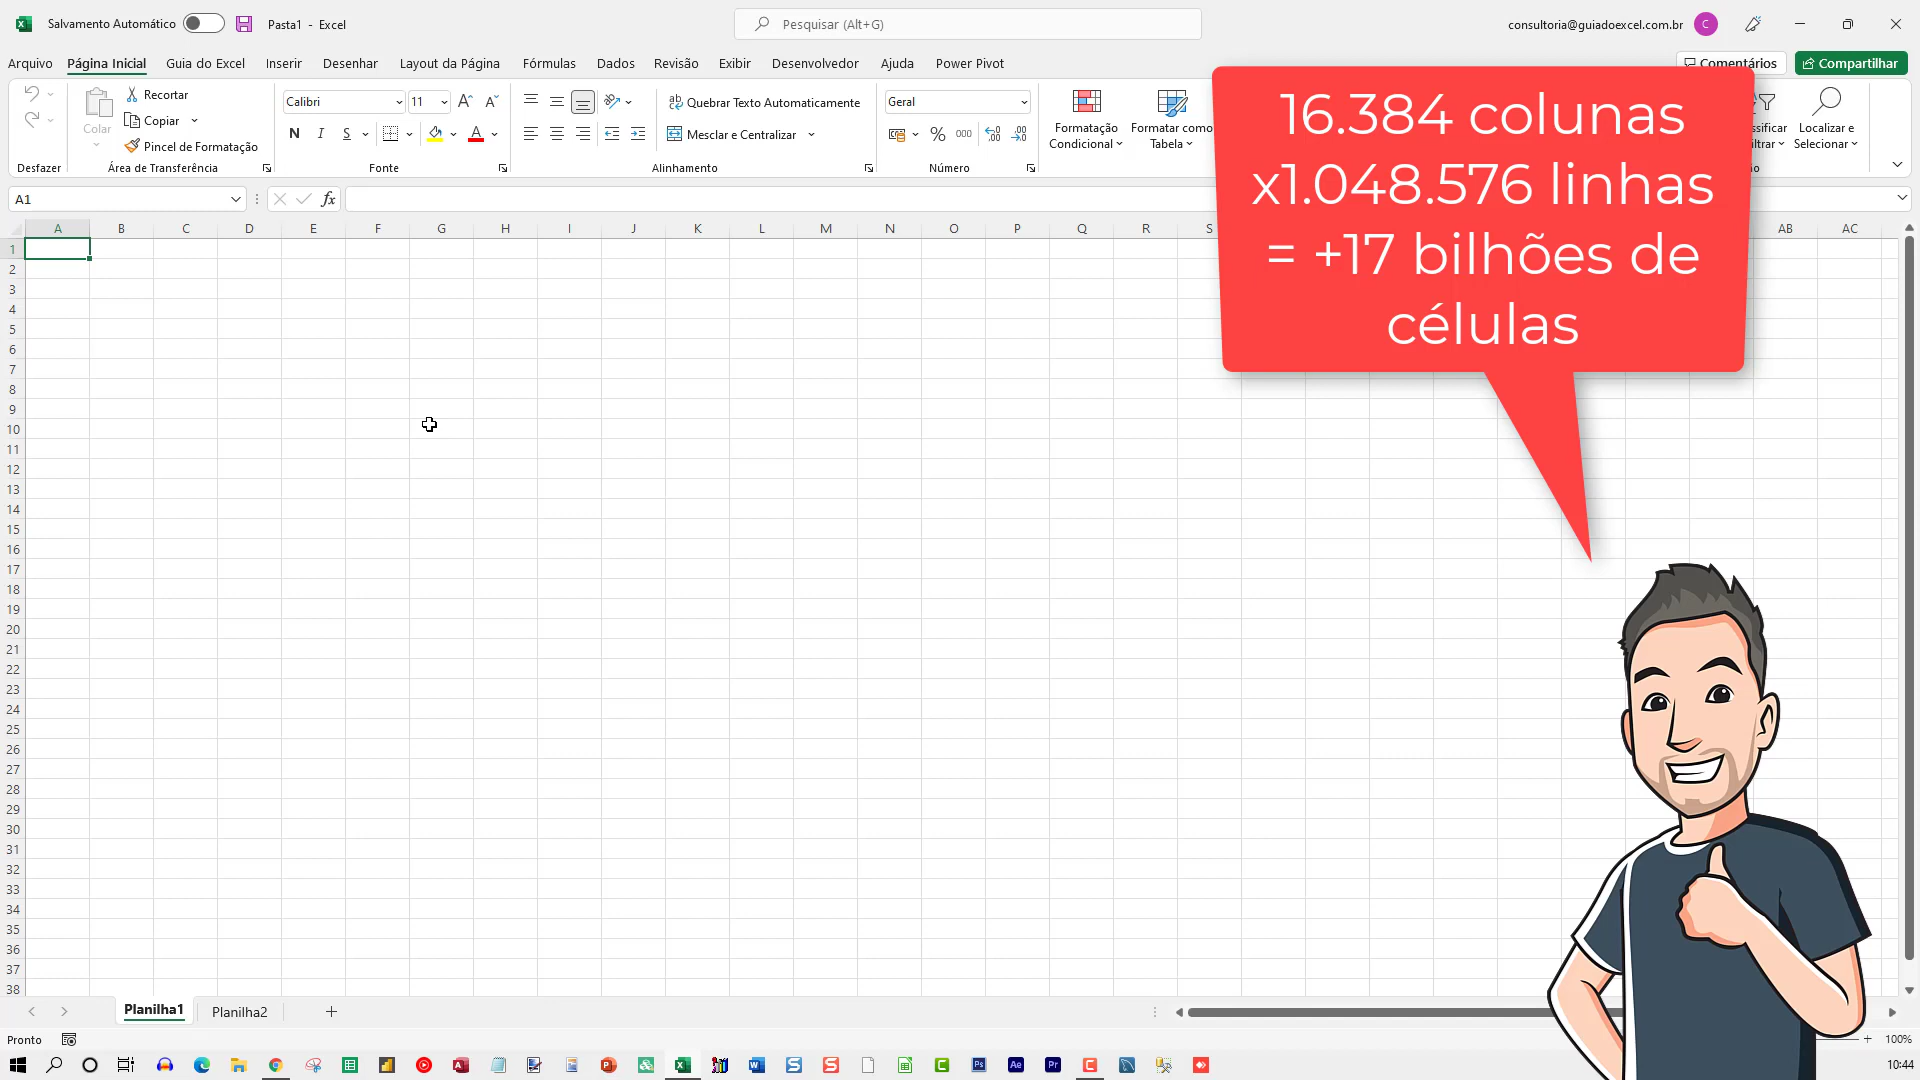 Salvamento Automático Pasta1 - Excel Pesquisar (Alt+G) consultoria@guiadoexcel.com.br C
Arquivo Página Inicial Guia do Excel Inserir Desenhar Layout da Página Fórmulas Dados Revisão Exibir Desenvolvedor Ajuda Power Pivot Comentários Compartilhar
Colar
Recortar
Copiar
Pincel de Formatação
Calibri 11
N I S
Quebrar Texto Automaticamente
Mesclar e Centralizar
Geral
% 000
Formatação
Condicional
Formatar como
Tabela
Localizar e
Selecionar
Desfazer Área de Transferência Fonte Alinhamento Número
16.384 colunas
x1.048.576 linhas
= +17 bilhões de
células
A1 fx
A B C D E F G H I J K L M N O P Q R S AB AC
1
2
3
4
5
6
7
8
9
10
11
12
13
14
15
16
17
18
19
20
21
22
23
24
25
26
27
28
29
30
31
32
33
34
35
36
37
38
Planilha1 Planilha2
Pronto 100%
10:44